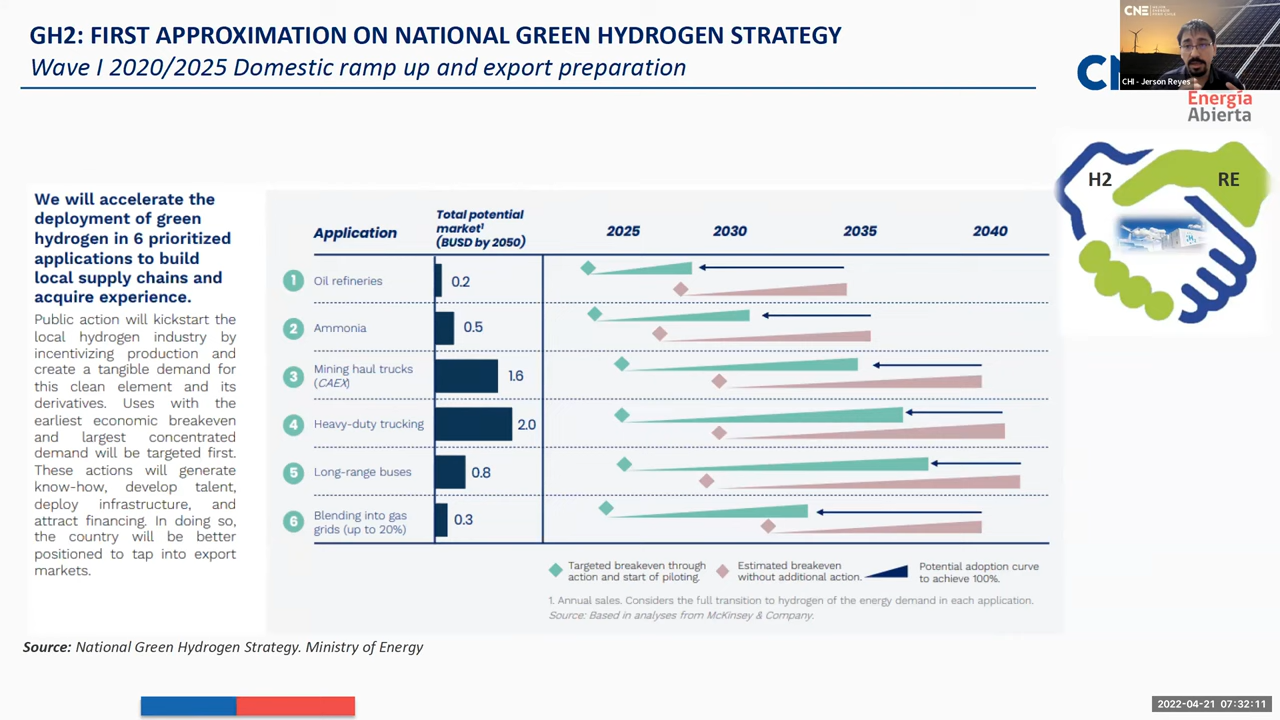 GH2: FIRST APPROXIMATION ON NATIONAL GREEN HYDROGEN STRATEGY
Wave I 2020/2025 Domestic ramp up and export preparation
CNE
CHI - Jerson Reyes
Energía
Abierta
H2
RE
We will accelerate the
deployment of green
hydrogen in 6 prioritized
applications to build
local supply chains and
acquire experience.
Public action will kickstart the
local hydrogen industry by
incentivizing production and
create a tangible demand for
this clean element and its
derivatives. Uses with the
earliest economic breakeven
and largest concentrated
demand will be targeted first.
These actions will generate
know-how, develop talent,
deploy infrastructure, and
attract financing. In doing so,
the country will be better
positioned to tap into export
markets.
Application
Total potential
market¹
(BUSD by 2050)
2025 2030 2035 2040
1 Oil refineries 0.2
2 Ammonia 0.5
3 Mining haul trucks
(CAEX) 1.6
4 Heavy-duty trucking 2.0
5 Long-range buses 0.8
6 Blending into gas
grids (up to 20%) 0.3
Targeted breakeven through
action and start of piloting.
Estimated breakeven
without additional action.
Potential adoption curve
to achieve 100%.
1. Annual sales. Considers the full transition to hydrogen of the energy demand in each application.
Source: Based in analyses from McKinsey & Company.
Source: National Green Hydrogen Strategy. Ministry of Energy
2022-04-21 07:32:11